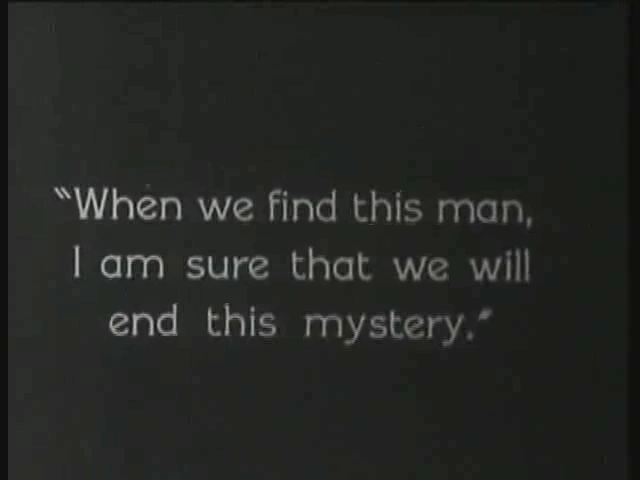 "When we find this man,
I am sure that we will
end this mystery."